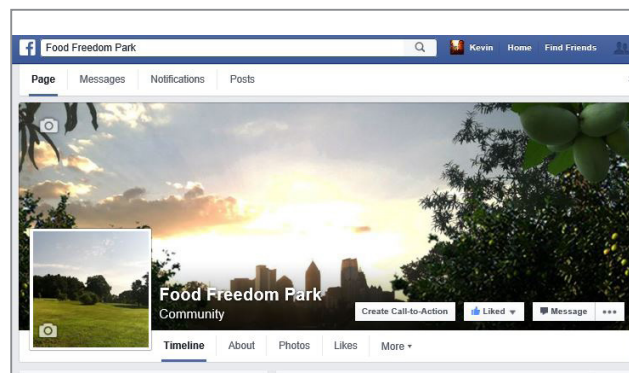 f Food Freedom Park Kevin Home Find Friends
Page Messages Notifications Posts
Food Freedom Park
Community
Create Call-to-Action Liked Message
Timeline About Photos Likes More